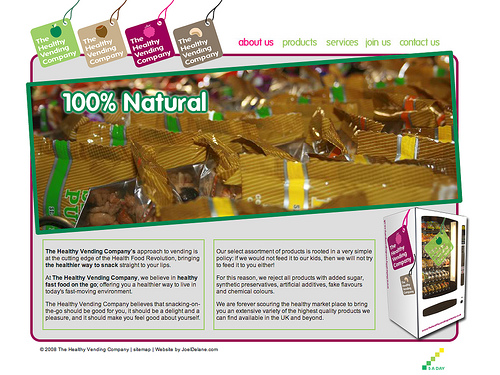 The Healthy Vending Company
The Healthy Vending Company
The Healthy Vending Company
The Healthy Vending Company
about us products services join us contact us
100% Natural
The Healthy Vending Company's approach to vending is
at the cutting edge of the Health Food Revolution, bringing
the healthier way to snack straight to your lips.
At The Healthy Vending Company, we believe in healthy
fast food on the go; offering you a healthier way to live in
today's fast-moving environment.
The Healthy Vending Company believes that snacking-on-
the-go should be good for you, it should be a delight and a
pleasure, and it should make you feel good about yourself.
Our select assortment of products is rooted in a very simple
policy: if we would not feed it to our kids, then we will not try
to feed it to you either!
For this reason, we reject all products with added sugar,
synthetic preservatives, artificial additives, fake flavours
and chemical colours.
We are forever scouring the healthy market place to bring
you an extensive variety of the highest quality products we
can find available in the UK and beyond.
The Healthy Vending Company
© 2008 The Healthy Vending Company | sitemap | Website by JoelDelane.com
5 A DAY